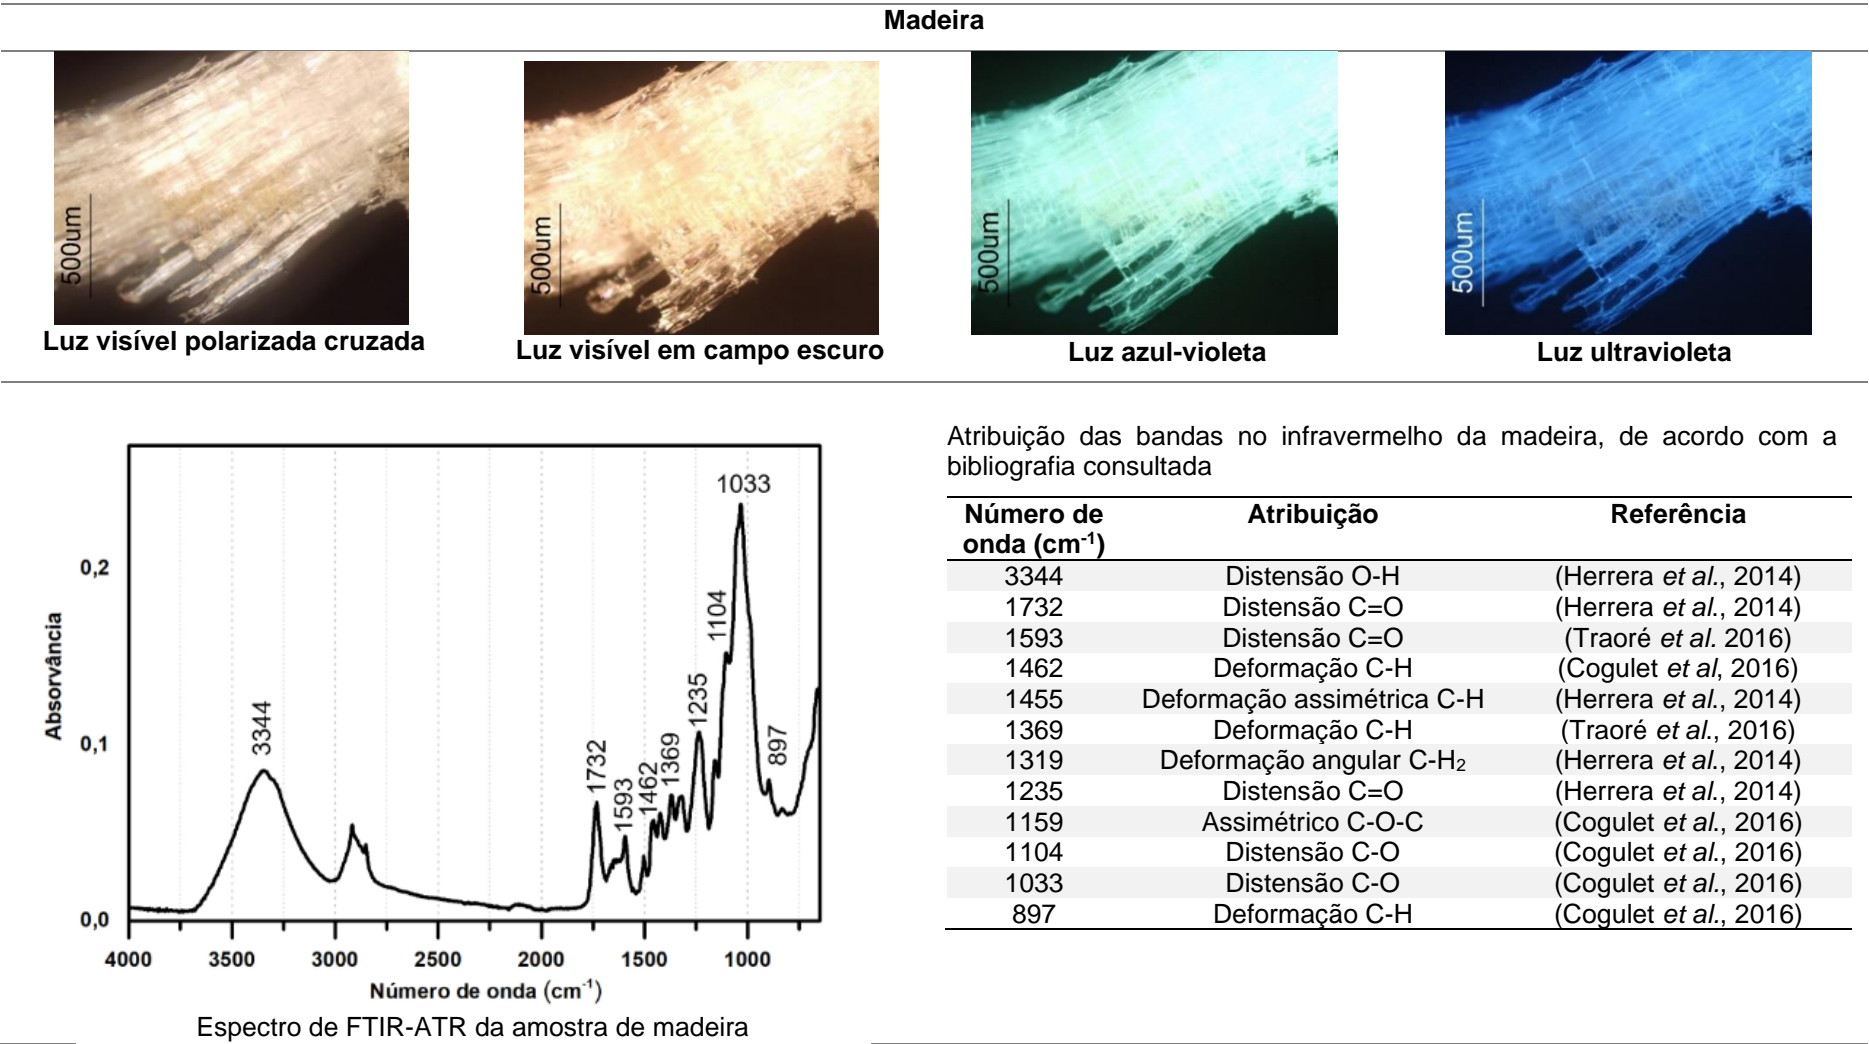 Madeira
500um
500um
500um
500um
Luz visível polarizada cruzada
Luz visível em campo escuro
Luz azul-violeta
Luz ultravioleta
Absorvância
0,2
0,1
0,0
3344
1732
1593
1462
1369
1235
1104
1033
897
4000 3500 3000 2500 2000 1500 1000
Número de onda (cm⁻¹)
Espectro de FTIR-ATR da amostra de madeira
Atribuição das bandas no infravermelho da madeira, de acordo com a
bibliografia consultada
Número de onda (cm⁻¹) Atribuição Referência
3344 Distensão O-H (Herrera et al., 2014)
1732 Distensão C=O (Herrera et al., 2014)
1593 Distensão C=O (Traoré et al. 2016)
1462 Deformação C-H (Cogulet et al, 2016)
1455 Deformação assimétrica C-H (Herrera et al., 2014)
1369 Deformação C-H (Traoré et al., 2016)
1319 Deformação angular C-H₂ (Herrera et al., 2014)
1235 Distensão C=O (Herrera et al., 2014)
1159 Assimétrico C-O-C (Cogulet et al., 2016)
1104 Distensão C-O (Cogulet et al., 2016)
1033 Distensão C-O (Cogulet et al., 2016)
897 Deformação C-H (Cogulet et al., 2016)